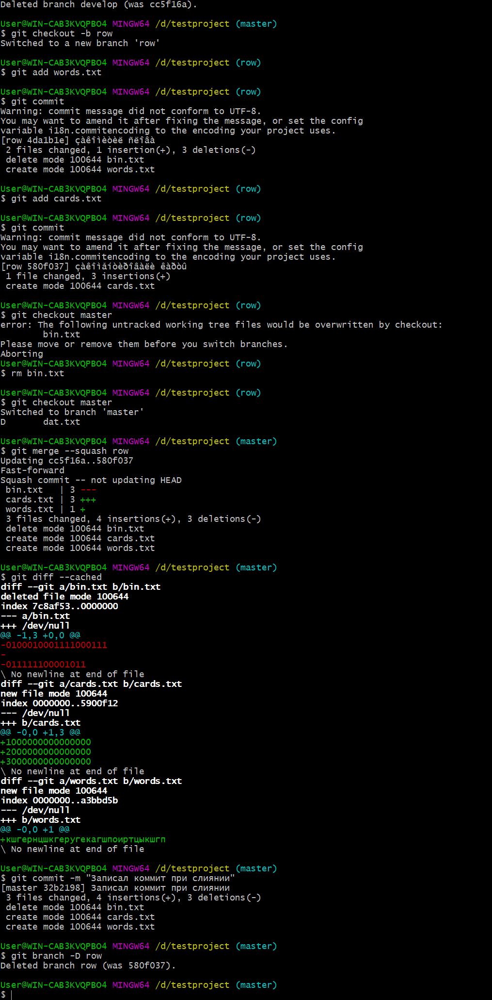 Deleted branch develop (was cc5f16a).
User@WIN-CAB3KVQPBO4 MINGW64 /d/testproject (master)
$ git checkout -b row
Switched to a new branch 'row'
User@WIN-CAB3KVQPBO4 MINGW64 /d/testproject (row)
$ git add words.txt
User@WIN-CAB3KVQPBO4 MINGW64 /d/testproject (row)
$ git commit
Warning: commit message did not conform to UTF-8.
You may want to amend it after fixing the message, or set the config
variable i18n.commitencoding to the encoding your project uses.
[row 4da1b1e] çàêîìèòèë ñëîâà
 2 files changed, 1 insertion(+), 3 deletions(-)
 delete mode 100644 bin.txt
 create mode 100644 words.txt
User@WIN-CAB3KVQPBO4 MINGW64 /d/testproject (row)
$ git add cards.txt
User@WIN-CAB3KVQPBO4 MINGW64 /d/testproject (row)
$ git commit
Warning: commit message did not conform to UTF-8.
You may want to amend it after fixing the message, or set the config
variable i18n.commitencoding to the encoding your project uses.
[row 580f037] çàêîìåíòèðîâàëè êàðòû
 1 file changed, 3 insertions(+)
 create mode 100644 cards.txt
User@WIN-CAB3KVQPBO4 MINGW64 /d/testproject (row)
$ git checkout master
error: The following untracked working tree files would be overwritten by checkout:
        bin.txt
Please move or remove them before you switch branches.
Aborting
User@WIN-CAB3KVQPBO4 MINGW64 /d/testproject (row)
$ rm bin.txt
User@WIN-CAB3KVQPBO4 MINGW64 /d/testproject (row)
$ git checkout master
Switched to branch 'master'
D       dat.txt
User@WIN-CAB3KVQPBO4 MINGW64 /d/testproject (master)
$ git merge --squash row
Updating cc5f16a..580f037
Fast-forward
Squash commit -- not updating HEAD
 bin.txt   | 3 ---
 cards.txt | 3 +++
 words.txt | 1 +
 3 files changed, 4 insertions(+), 3 deletions(-)
 delete mode 100644 bin.txt
 create mode 100644 cards.txt
 create mode 100644 words.txt
User@WIN-CAB3KVQPBO4 MINGW64 /d/testproject (master)
$ git diff --cached
diff --git a/bin.txt b/bin.txt
deleted file mode 100644
index 7c8af53..0000000
--- a/bin.txt
+++ /dev/null
@@ -1,3 +0,0 @@
-0100010001111000111
-
-011111100001011
\ No newline at end of file
diff --git a/cards.txt b/cards.txt
new file mode 100644
index 0000000..5900f12
--- /dev/null
+++ b/cards.txt
@@ -0,0 +1,3 @@
+1000000000000000
+2000000000000000
+3000000000000000
\ No newline at end of file
diff --git a/words.txt b/words.txt
new file mode 100644
index 0000000..a3bbd5b
--- /dev/null
+++ b/words.txt
@@ -0,0 +1 @@
+кшгернцшкгеругекагшпоиртцыкшгп
\ No newline at end of file
User@WIN-CAB3KVQPBO4 MINGW64 /d/testproject (master)
$ git commit -m "Записал коммит при слиянии"
[master 32b2198] Записал коммит при слиянии
 3 files changed, 4 insertions(+), 3 deletions(-)
 delete mode 100644 bin.txt
 create mode 100644 cards.txt
 create mode 100644 words.txt
User@WIN-CAB3KVQPBO4 MINGW64 /d/testproject (master)
$ git branch -D row
Deleted branch row (was 580f037).
User@WIN-CAB3KVQPBO4 MINGW64 /d/testproject (master)
$